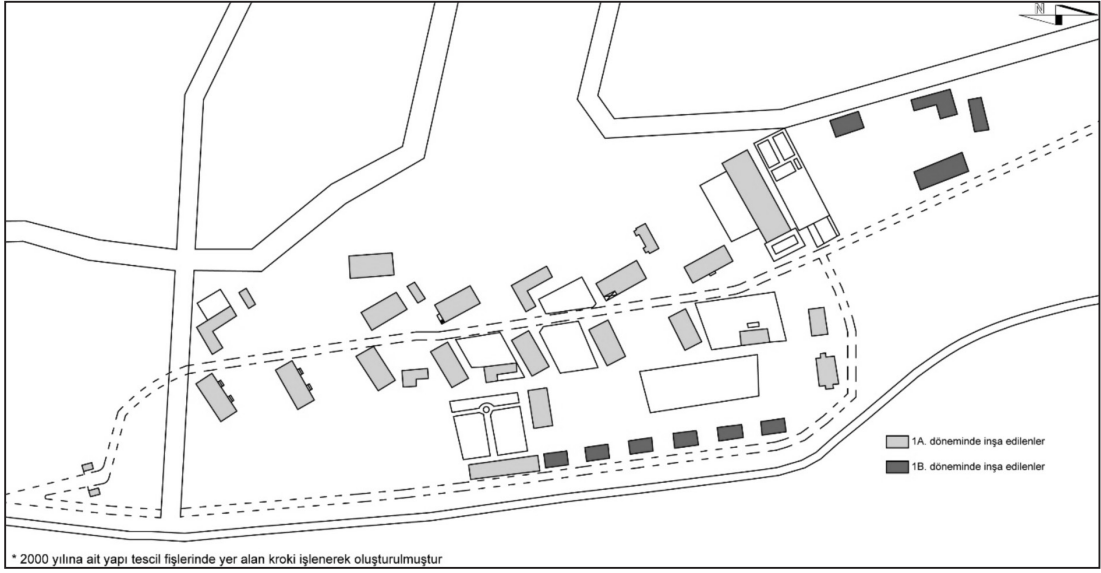 N
1A. döneminde inşa edilenler
1B. döneminde inşa edilenler
* 2000 yılına ait yapı tescil fişlerinde yer alan kroki işlenerek oluşturulmuştur